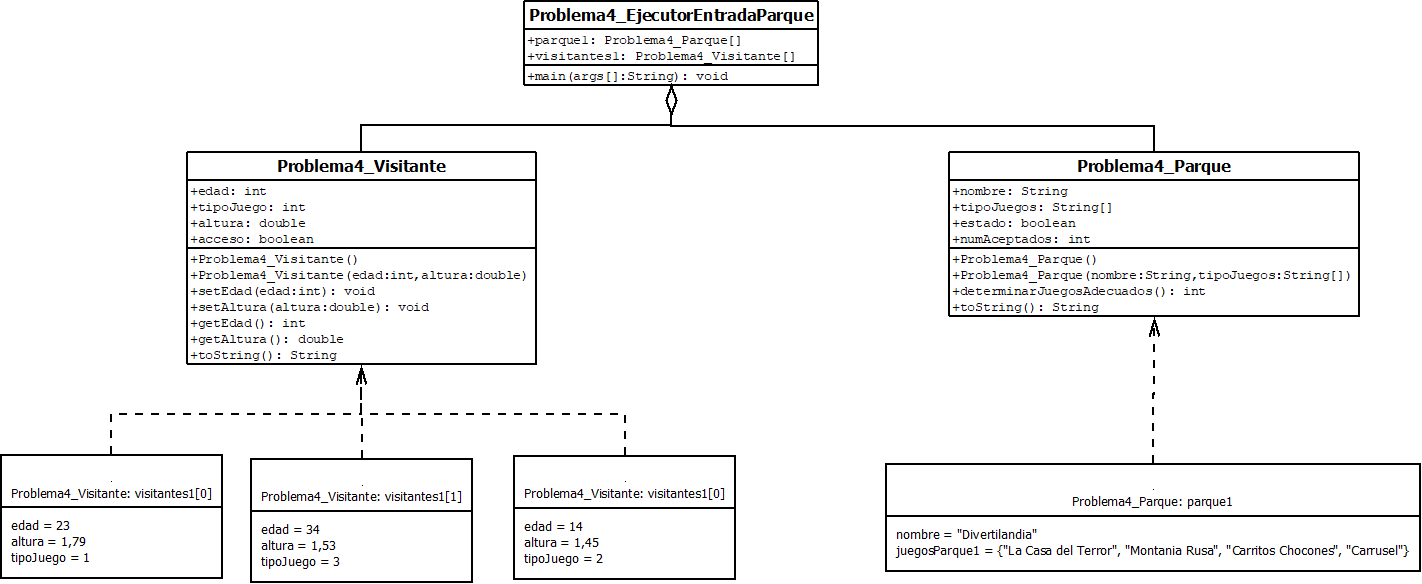 Problema4_EjecutorEntradaParque
+parque1: Problema4_Parque[]
+visitantes1: Problema4_Visitante[]
+main(args[]:String): void
Problema4_Visitante
+edad: int
+tipoJuego: int
+altura: double
+acceso: boolean
+Problema4_Visitante()
+Problema4_Visitante(edad:int,altura:double)
+setEdad(edad:int): void
+setAltura(altura:double): void
+getEdad(): int
+getAltura(): double
+toString(): String
Problema4_Parque
+nombre: String
+tipoJuegos: String[]
+estado: boolean
+numAceptados: int
+Problema4_Parque()
+Problema4_Parque(nombre:String,tipoJuegos:String[])
+determinarJuegosAdecuados(): int
+toString(): String
Problema4_Visitante: visitantes1[0]
edad = 23
altura = 1,79
tipoJuego = 1
Problema4_Visitante: visitantes1[1]
edad = 34
altura = 1,53
tipoJuego = 3
Problema4_Visitante: visitantes1[0]
edad = 14
altura = 1,45
tipoJuego = 2
Problema4_Parque: parque1
nombre = "Divertilandia"
juegosParque1 = {"La Casa del Terror", "Montania Rusa", "Carritos Chocones", "Carrusel"}